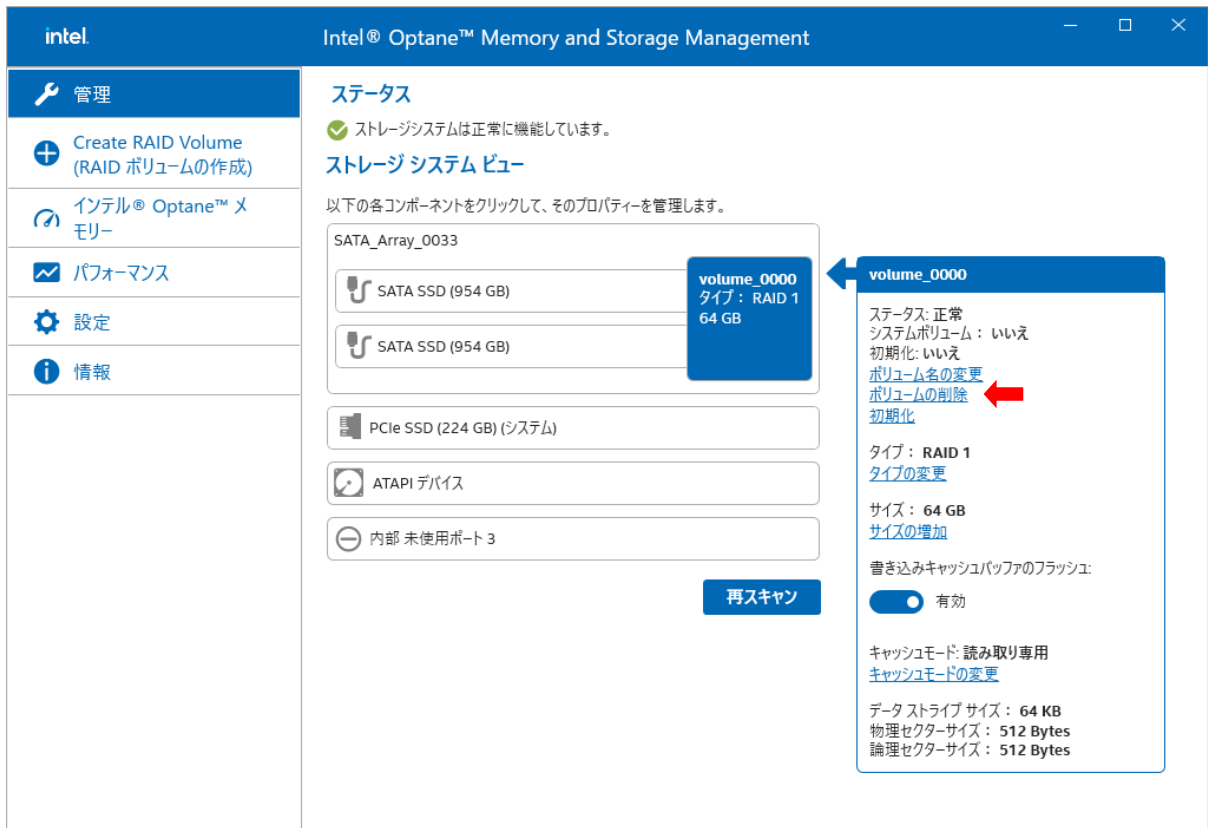 intel.
Intel® Optane™ Memory and Storage Management
管理
Create RAID Volume
(RAID ボリュームの作成)
インテル® Optane™ メ
モリー
パフォーマンス
設定
情報
ステータス
ストレージシステムは正常に機能しています。
ストレージ システム ビュー
以下の各コンポーネントをクリックして、そのプロパティーを管理します。
SATA_Array_0033
SATA SSD (954 GB)
SATA SSD (954 GB)
volume_0000
タイプ： RAID 1
64 GB
PCIe SSD (224 GB) (システム)
ATAPI デバイス
内部 未使用ポート 3
再スキャン
volume_0000
ステータス: 正常
システムボリューム： いいえ
初期化: いいえ
ボリューム名の変更
ボリュームの削除
初期化
タイプ： RAID 1
タイプの変更
サイズ： 64 GB
サイズの増加
書き込みキャッシュバッファのフラッシュ:
有効
キャッシュモード: 読み取り専用
キャッシュモードの変更
データ ストライプ サイズ： 64 KB
物理セクターサイズ： 512 Bytes
論理セクターサイズ： 512 Bytes